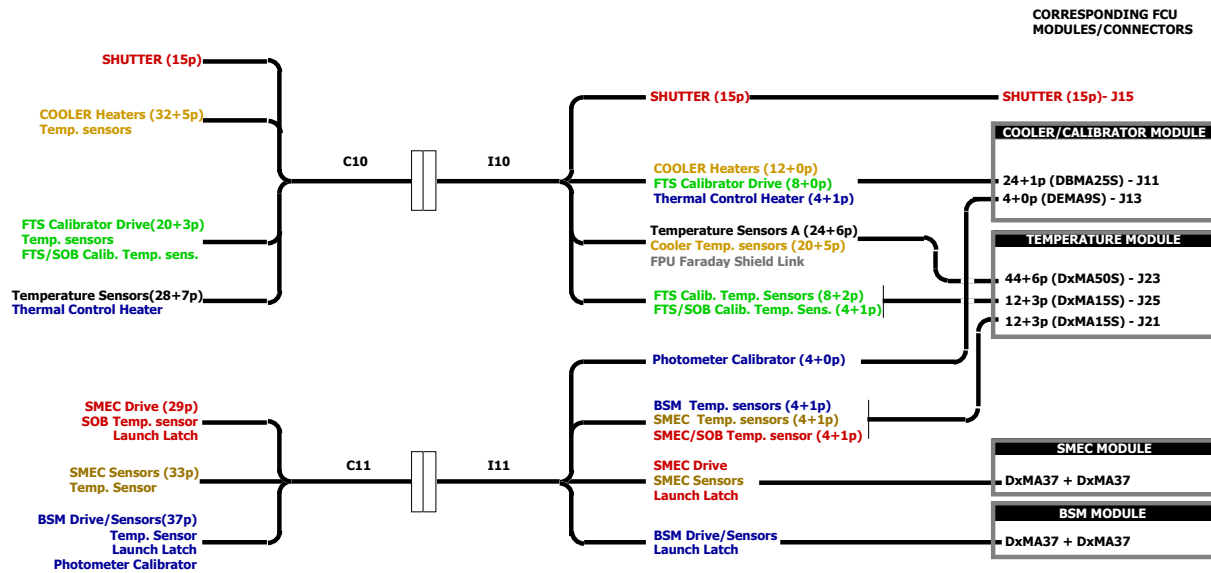 CORRESPONDING FCU
MODULES/CONNECTORS
SHUTTER (15p)
COOLER Heaters (32+5p)
Temp. sensors
C10
I10
FTS Calibrator Drive(20+3p)
Temp. sensors
FTS/SOB Calib. Temp. sens.
Temperature Sensors(28+7p)
Thermal Control Heater
SHUTTER (15p)
SHUTTER (15p)- J15
COOLER/CALIBRATOR MODULE
COOLER Heaters (12+0p)
FTS Calibrator Drive (8+0p)
Thermal Control Heater (4+1p)
24+1p (DBMA25S) - J11
4+0p (DEMA9S) - J13
Temperature Sensors A (24+6p)
Cooler Temp. sensors (20+5p)
FPU Faraday Shield Link
TEMPERATURE MODULE
44+6p (DxMA50S) - J23
12+3p (DxMA15S) - J25
12+3p (DxMA15S) - J21
FTS Calib. Temp. Sensors (8+2p)
FTS/SOB Calib. Temp. Sens. (4+1p)
Photometer Calibrator (4+0p)
SMEC Drive (29p)
SOB Temp. sensor
Launch Latch
SMEC Sensors (33p)
Temp. Sensor
C11
I11
BSM Drive/Sensors(37p)
Temp. Sensor
Launch Latch
Photometer Calibrator
BSM  Temp. sensors (4+1p)
SMEC  Temp. sensors (4+1p)
SMEC/SOB Temp. sensor (4+1p)
SMEC Drive
SMEC Sensors
Launch Latch
SMEC MODULE
DxMA37 + DxMA37
BSM Drive/Sensors
Launch Latch
BSM MODULE
DxMA37 + DxMA37